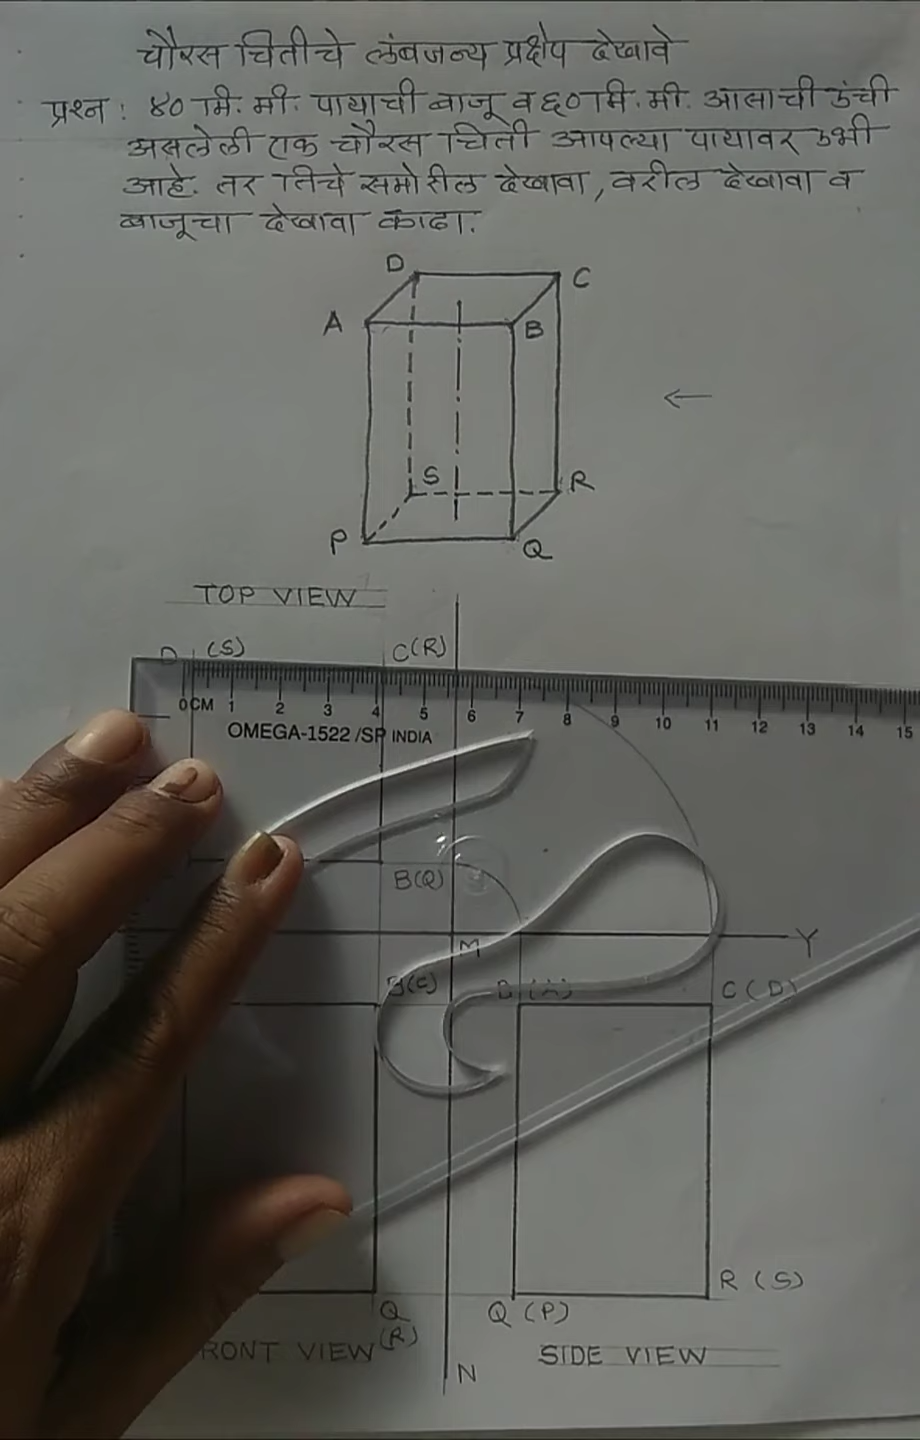 चौरस चितीचे लंबजन्य प्रक्षेप देखावे
प्रश्न : ४० मि. मी. पायाची बाजू व ६० मि. मी. आसाची उंची
असलेली एक चौरस चिती आपल्या पायावर उभी
आहे. तर तिचे समोरील देखावा, वरील देखावा व
बाजूचा देखावा काढा.
D
C
A
B
S
R
P
Q
TOP VIEW
D (S)
C(R)
0CM 1 2 3 4 5 6 7 8 9 10 11 12 13 14 15
OMEGA-1522 /SP INDIA
B(Q)
M
Y
B(C)
C (D)
R (S)
Q (R)
Q (P)
RONT VIEW
SIDE VIEW
N